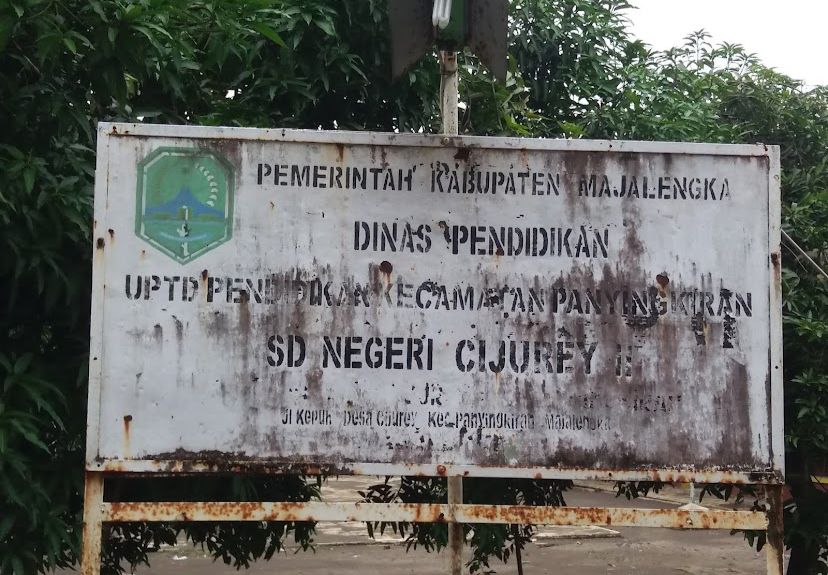 PEMERINTAH KABUPATEN MAJALENGKA
DINAS PENDIDIKAN
UPTD PENDIDIKAN KECAMATAN PANYINGKIRAN
SD NEGERI CIJUREY II
Jl Kepuh Desa Cijurey Kec.Panyingkiran Majalengka